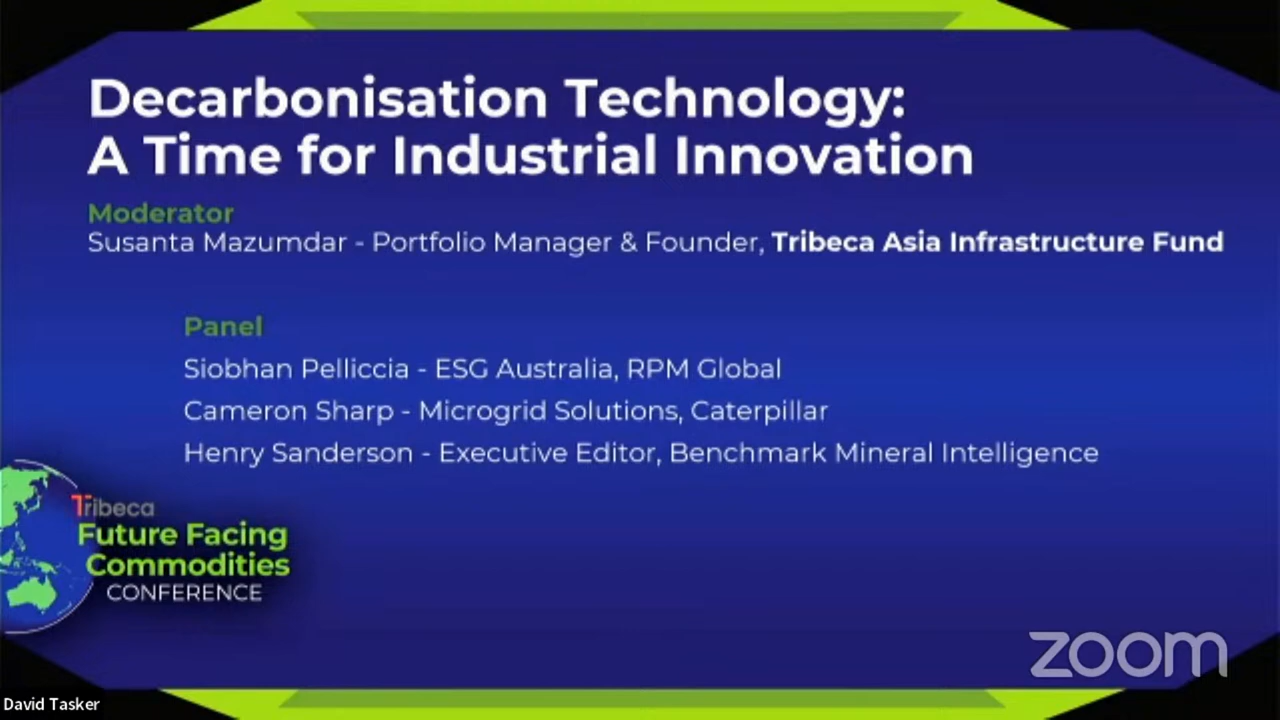 Decarbonisation Technology:
A Time for Industrial Innovation
Moderator
Susanta Mazumdar - Portfolio Manager & Founder, Tribeca Asia Infrastructure Fund
Panel
Siobhan Pelliccia - ESG Australia, RPM Global
Cameron Sharp - Microgrid Solutions, Caterpillar
Henry Sanderson - Executive Editor, Benchmark Mineral Intelligence
Tribeca
Future Facing
Commodities
CONFERENCE
zoom
David Tasker